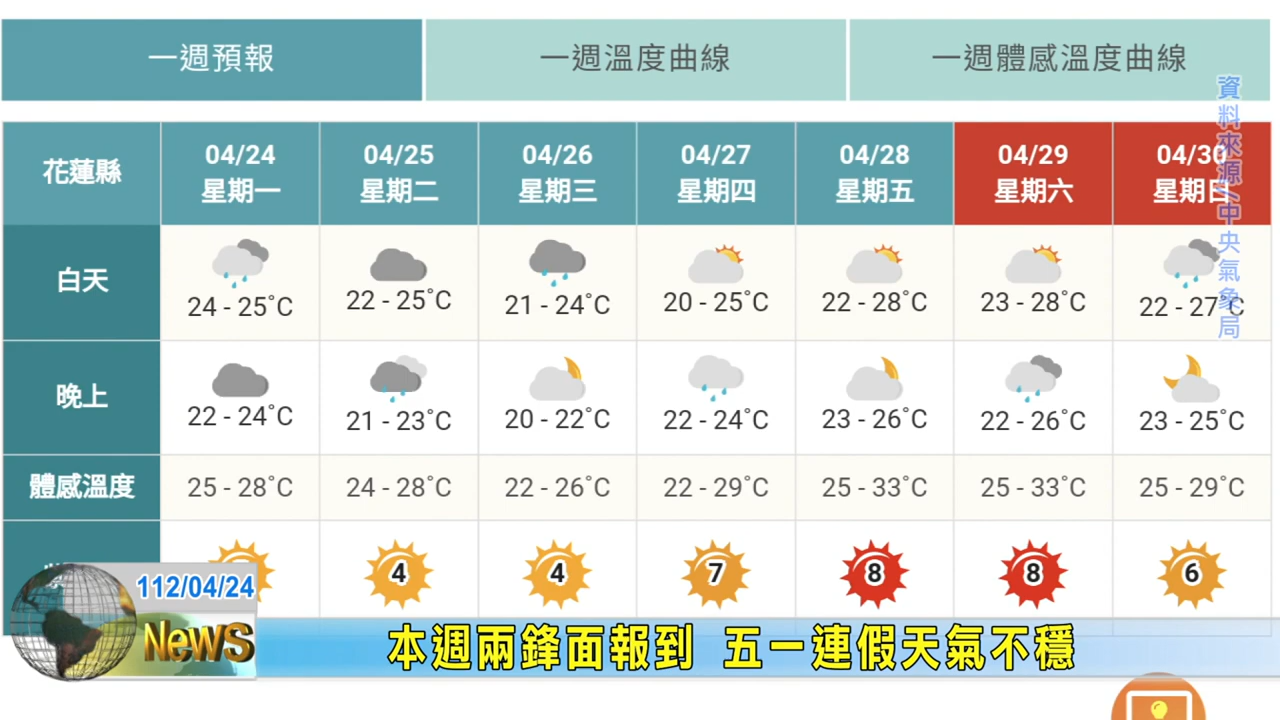 一週預報
一週溫度曲線
一週體感溫度曲線
資料來源/中央氣象局
花蓮縣
04/24
星期一
04/25
星期二
04/26
星期三
04/27
星期四
04/28
星期五
04/29
星期六
04/30
星期日
白天
24 - 25°C
22 - 25°C
21 - 24°C
20 - 25°C
22 - 28°C
23 - 28°C
22 - 27°C
晚上
22 - 24°C
21 - 23°C
20 - 22°C
22 - 24°C
23 - 26°C
22 - 26°C
23 - 25°C
體感溫度
25 - 28°C
24 - 28°C
22 - 26°C
22 - 29°C
25 - 33°C
25 - 33°C
25 - 29°C
4
4
7
8
8
6
112/04/24
NewS
本週兩鋒面報到 五一連假天氣不穩